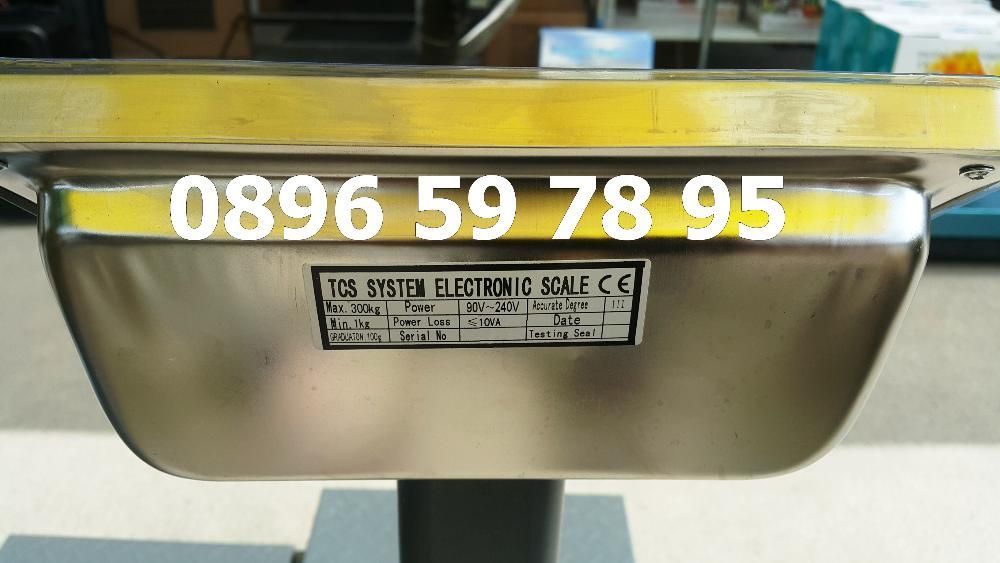 0896 59 78 95
TCS SYSTEM ELECTRONIC SCALE CE
Max. 300kg Power 90V~240V Accurate Degree III
Min. 1kg Power Loss ≤10VA Date
GRADUATON 100g Serial No Testing Seal